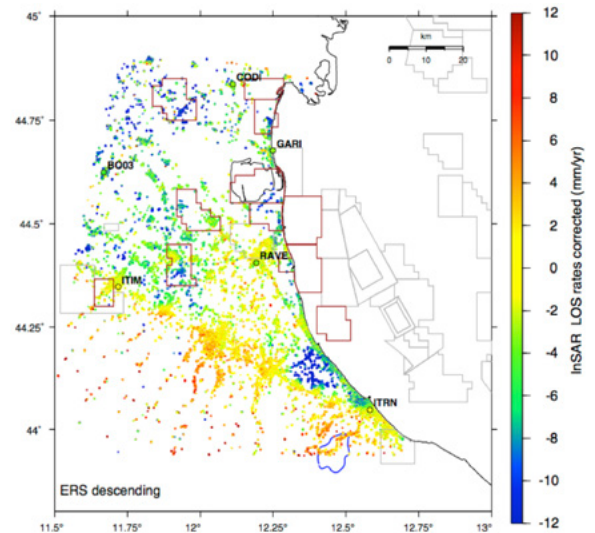 45°
44.75°
44.5°
44.25°
44°
km
0 10 20
CODI
GARI
BO03
RAVE
ITIM
ITRN
ERS descending
11.5° 11.75° 12° 12.25° 12.5° 12.75° 13°
12
10
8
6
4
2
0
-2
-4
-6
-8
-10
-12
InSAR LOS rates corrected (mm/yr)